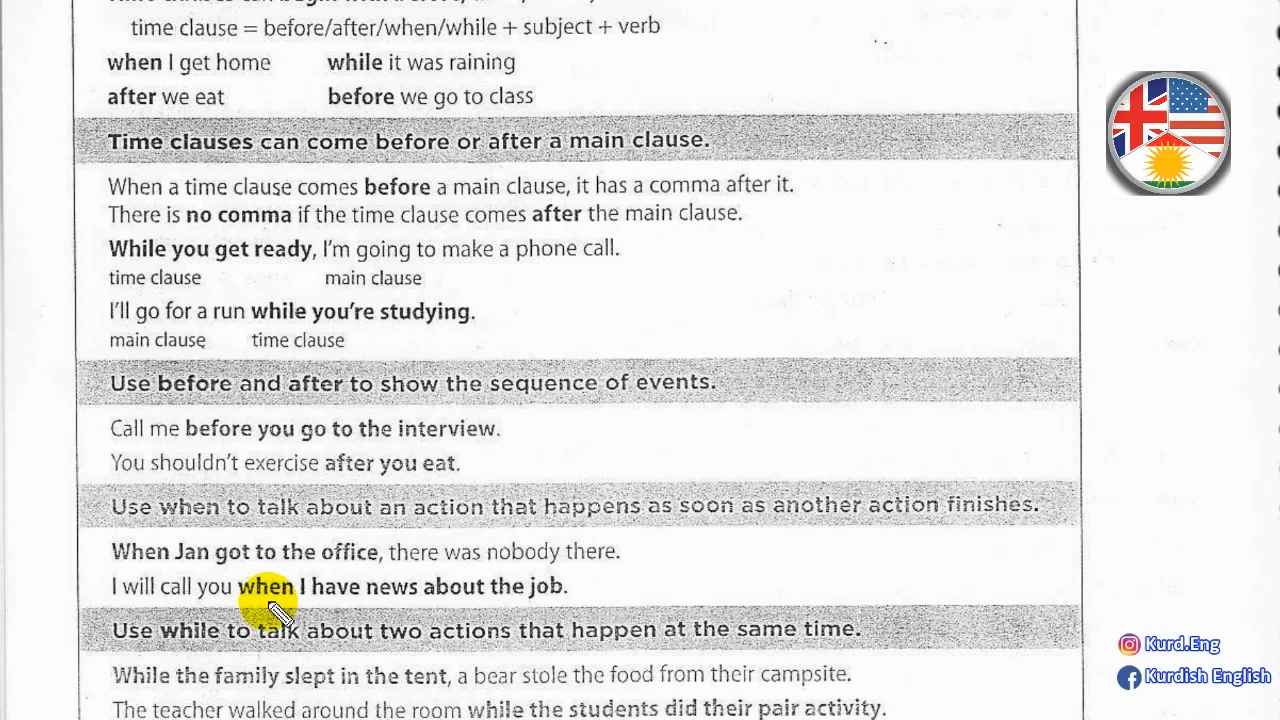 time clause = before/after/when/while + subject + verb
when I get home while it was raining
after we eat before we go to class
Time clauses can come before or after a main clause.
When a time clause comes before a main clause, it has a comma after it.
There is no comma if the time clause comes after the main clause.
While you get ready, I'm going to make a phone call.
time clause main clause
I'll go for a run while you're studying.
main clause time clause
Use before and after to show the sequence of events.
Call me before you go to the interview.
You shouldn't exercise after you eat.
Use when to talk about an action that happens as soon as another action finishes.
When Jan got to the office, there was nobody there.
I will call you when I have news about the job.
Use while to talk about two actions that happen at the same time.
While the family slept in the tent, a bear stole the food from their campsite.
The teacher walked around the room while the students did their pair activity.
Kurd.Eng
Kurdish English